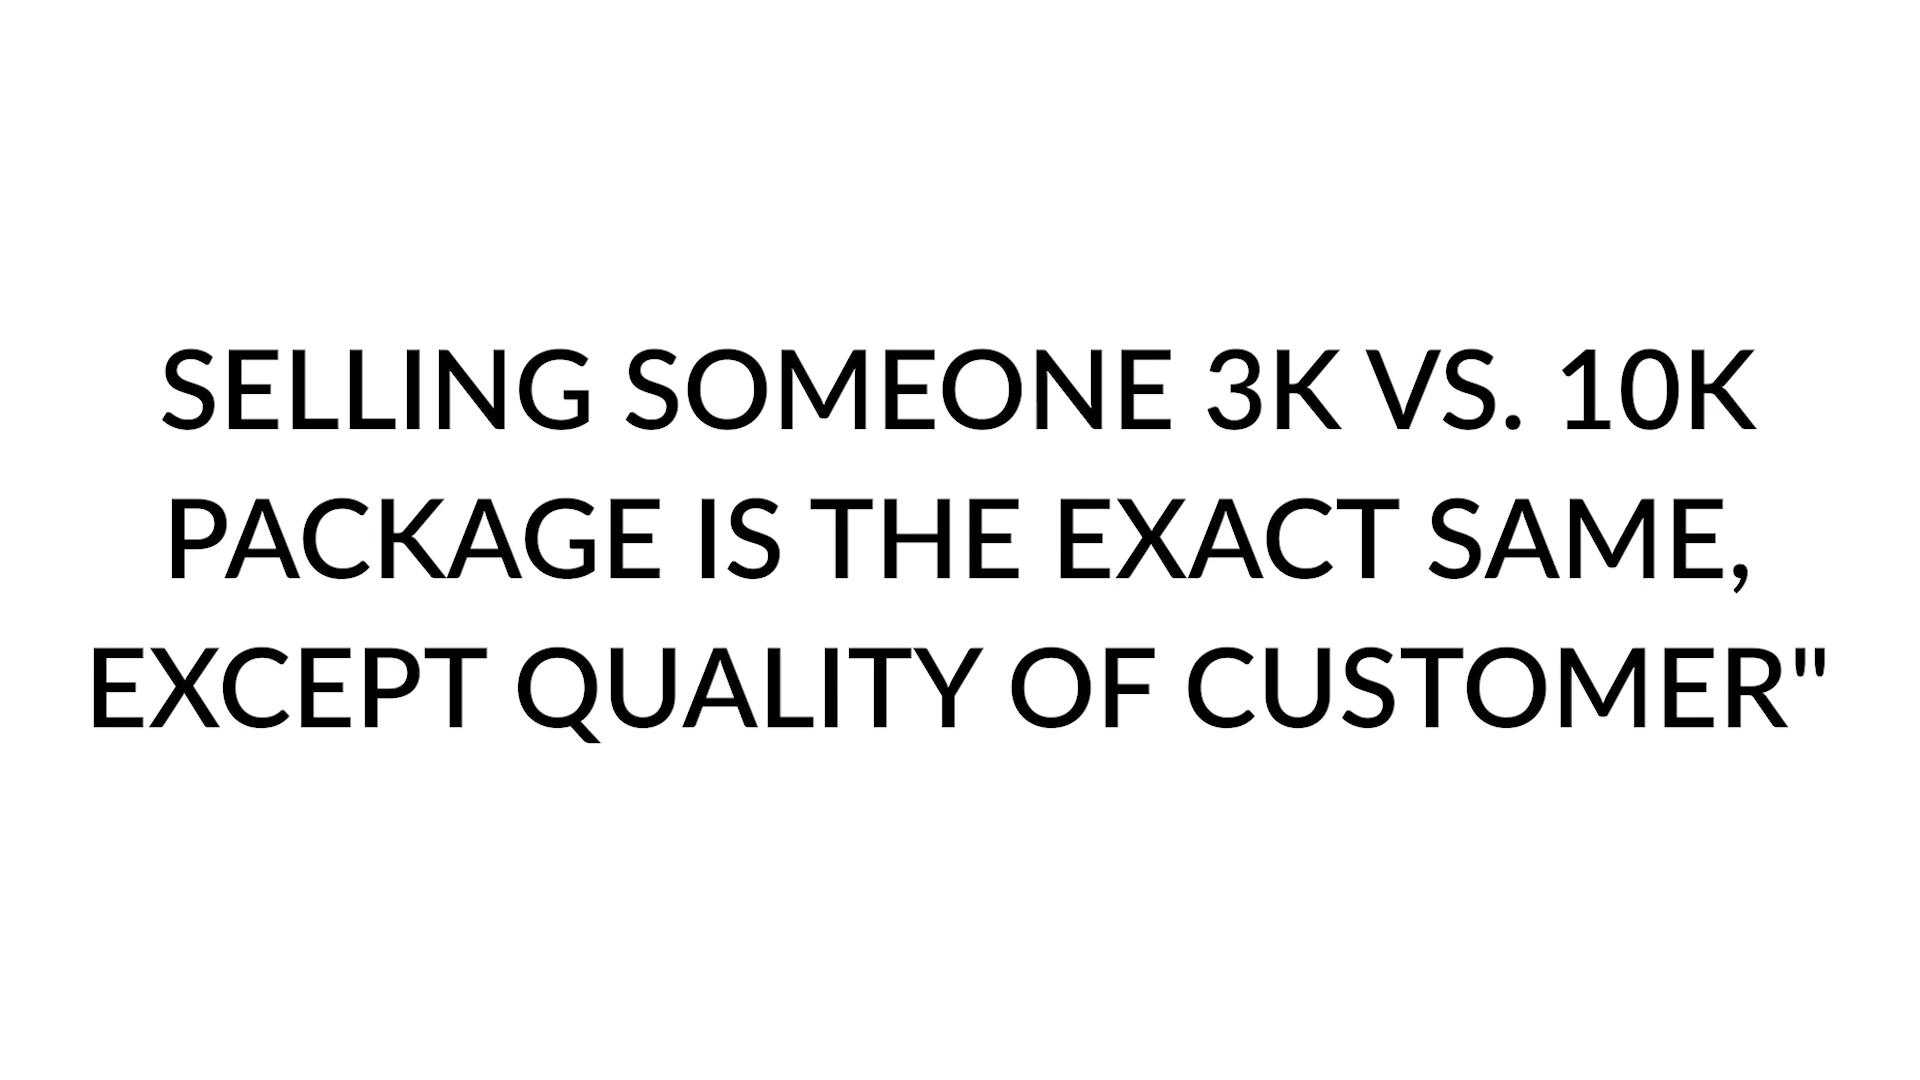 SELLING SOMEONE 3K VS. 10K
PACKAGE IS THE EXACT SAME,
EXCEPT QUALITY OF CUSTOMER"